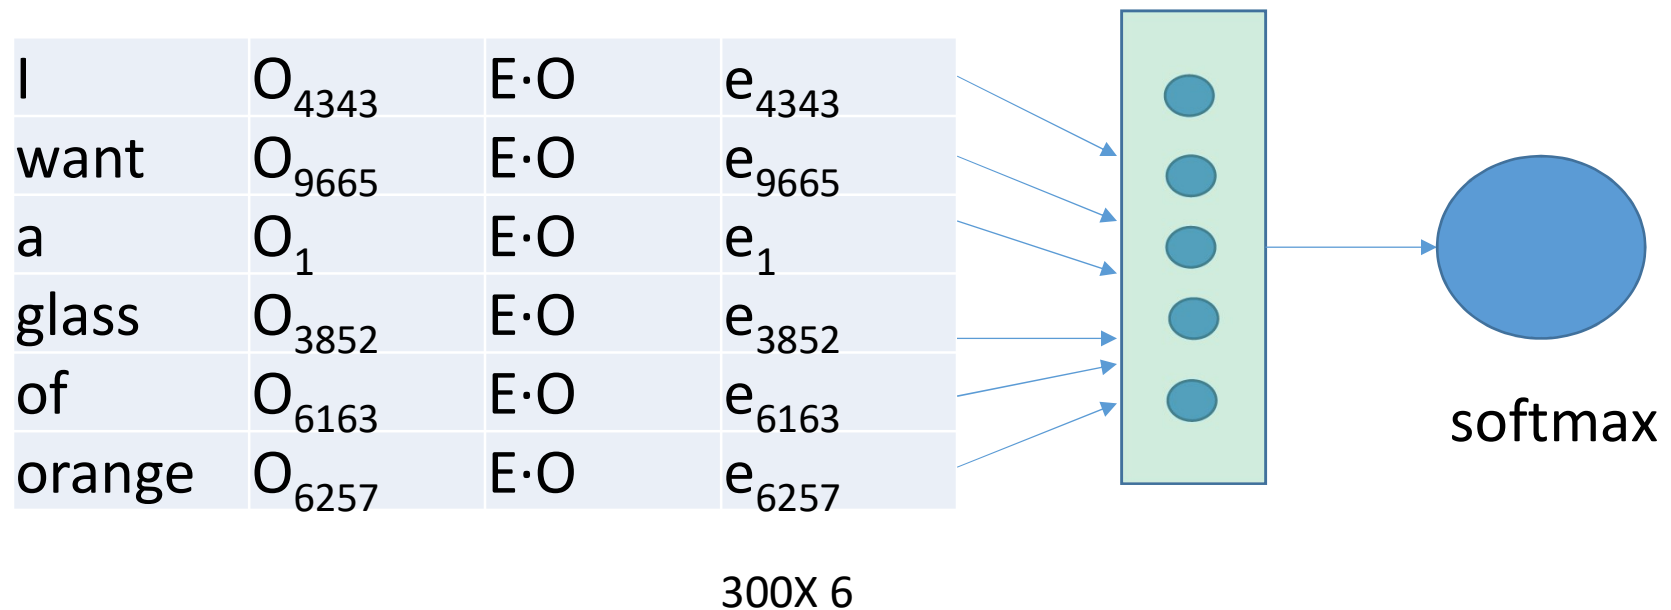 I O4343 E·O e4343
want O9665 E·O e9665
a O1 E·O e1
glass O3852 E·O e3852
of O6163 E·O e6163
orange O6257 E·O e6257
softmax
300X 6